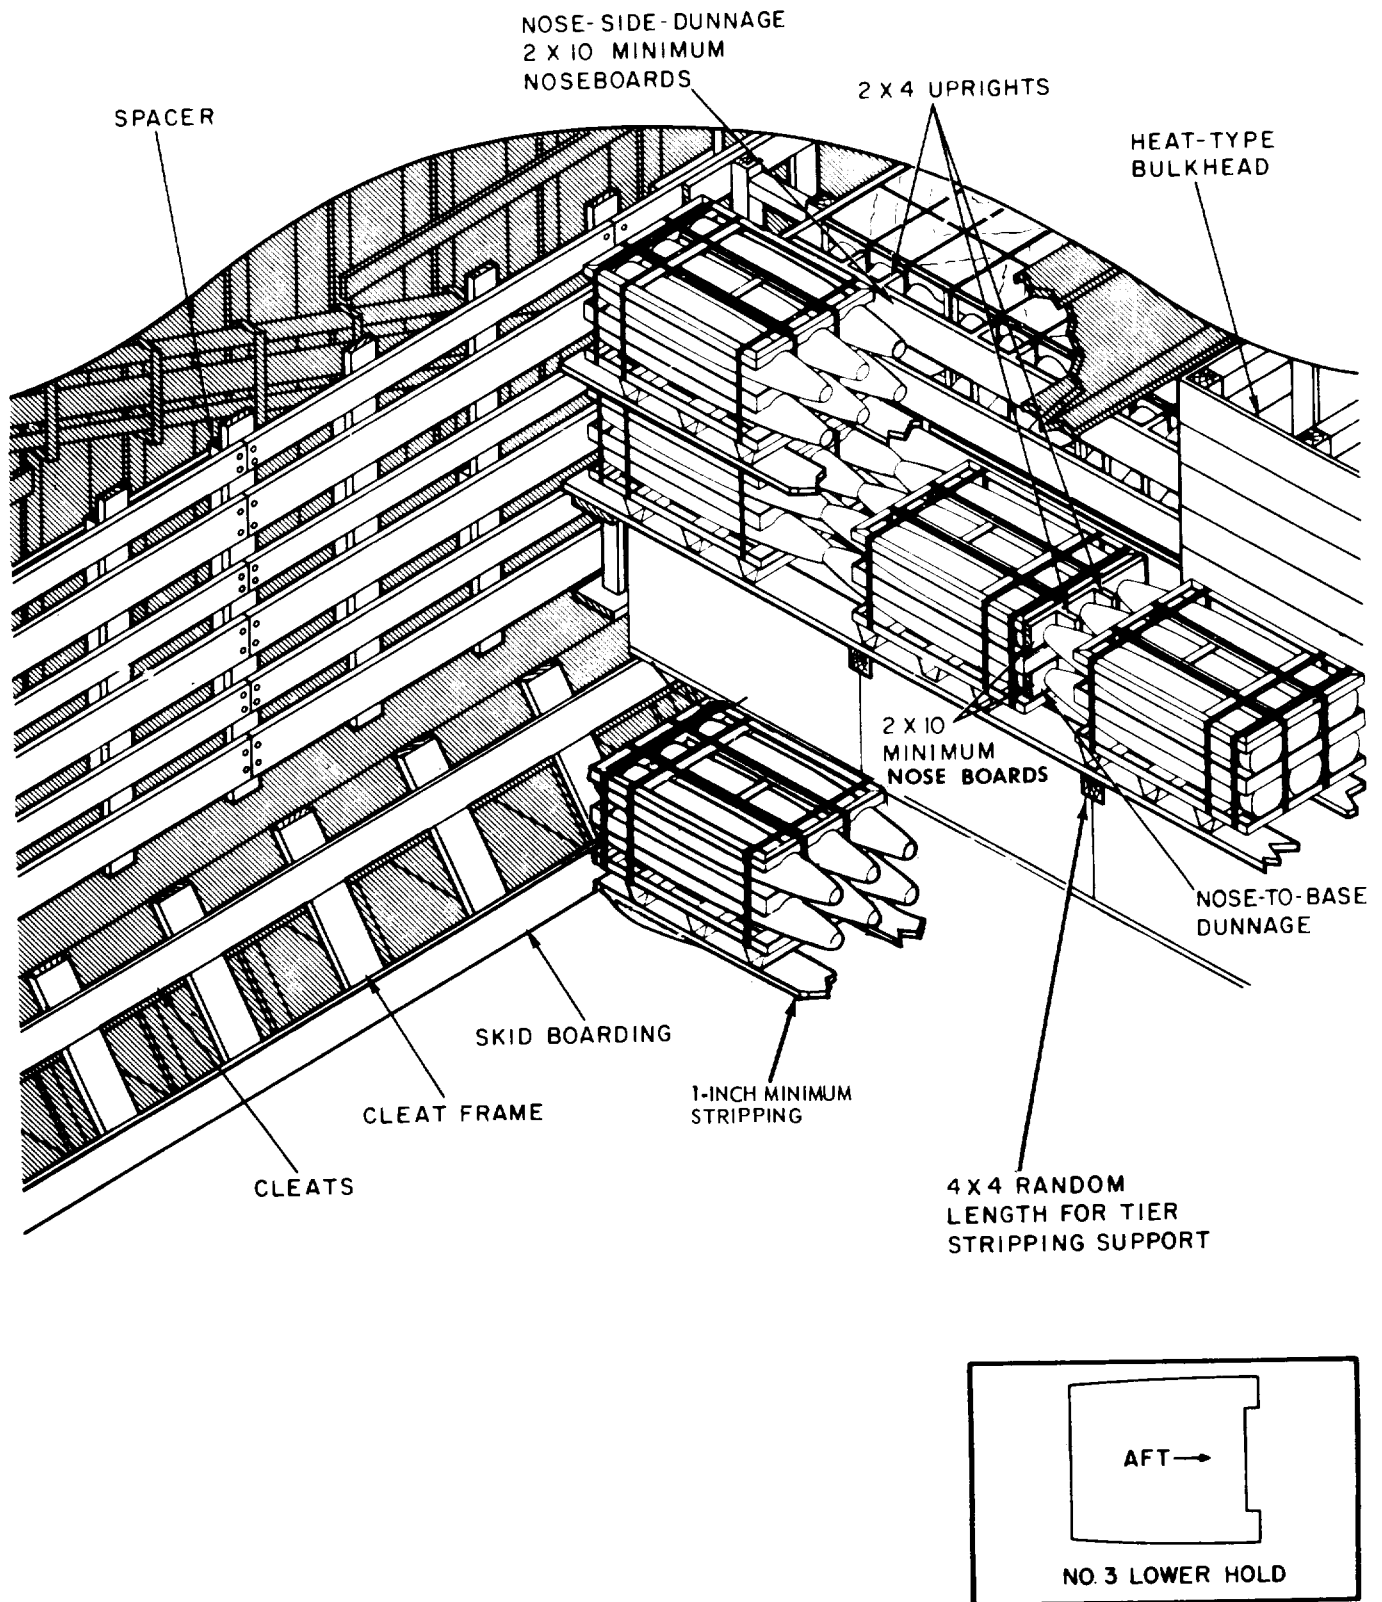 NOSE-SIDE-DUNNAGE
2 X 10 MINIMUM
NOSEBOARDS
SPACER
2 X 4 UPRIGHTS
HEAT-TYPE
BULKHEAD
2 X 10
MINIMUM
NOSE BOARDS
NOSE-TO-BASE
DUNNAGE
SKID BOARDING
1-INCH MINIMUM
STRIPPING
CLEAT FRAME
CLEATS
4 X 4 RANDOM
LENGTH FOR TIER
STRIPPING SUPPORT
AFT
NO. 3 LOWER HOLD